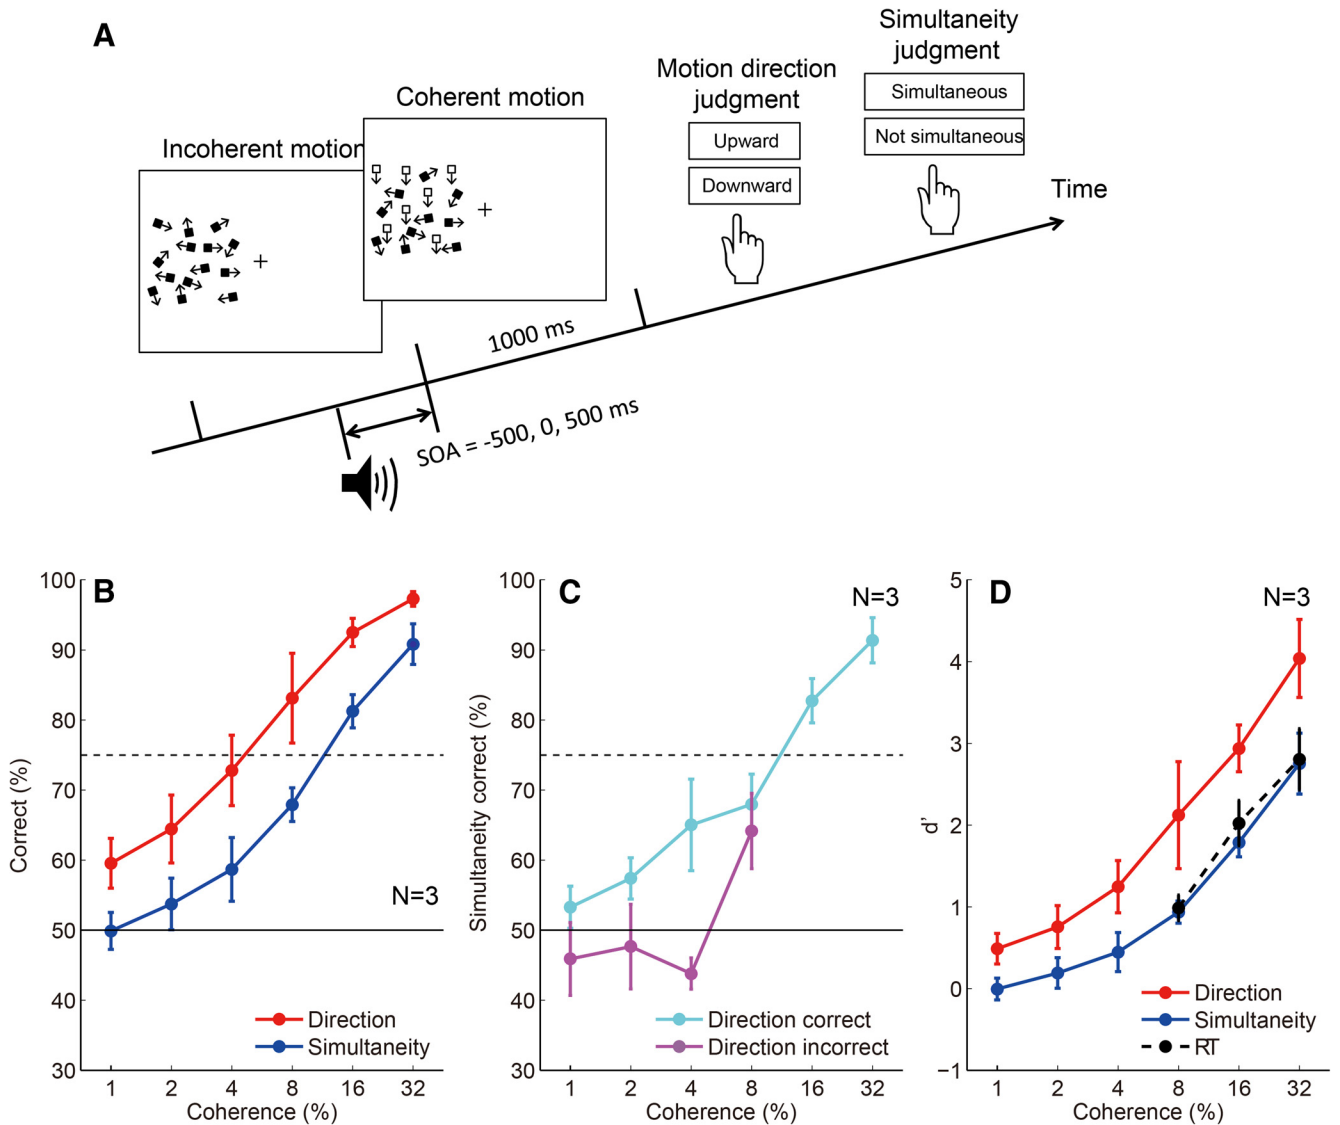 A
Simultaneity
judgment
Simultaneous
Not simultaneous
Motion direction
judgment
Upward
Downward
Coherent motion
Incoherent motion
+
+
Time
1000 ms
SOA = -500, 0, 500 ms
B
100
90
80
70
60
50
40
30
Correct (%)
N=3
Direction
Simultaneity
1 2 4 8 16 32
Coherence (%)
C
N=3
100
90
80
70
60
50
40
30
Simultaneity correct (%)
Direction correct
Direction incorrect
1 2 4 8 16 32
Coherence (%)
D
N=3
5
4
3
2
1
0
−1
d'
Direction
Simultaneity
RT
1 2 4 8 16 32
Coherence (%)